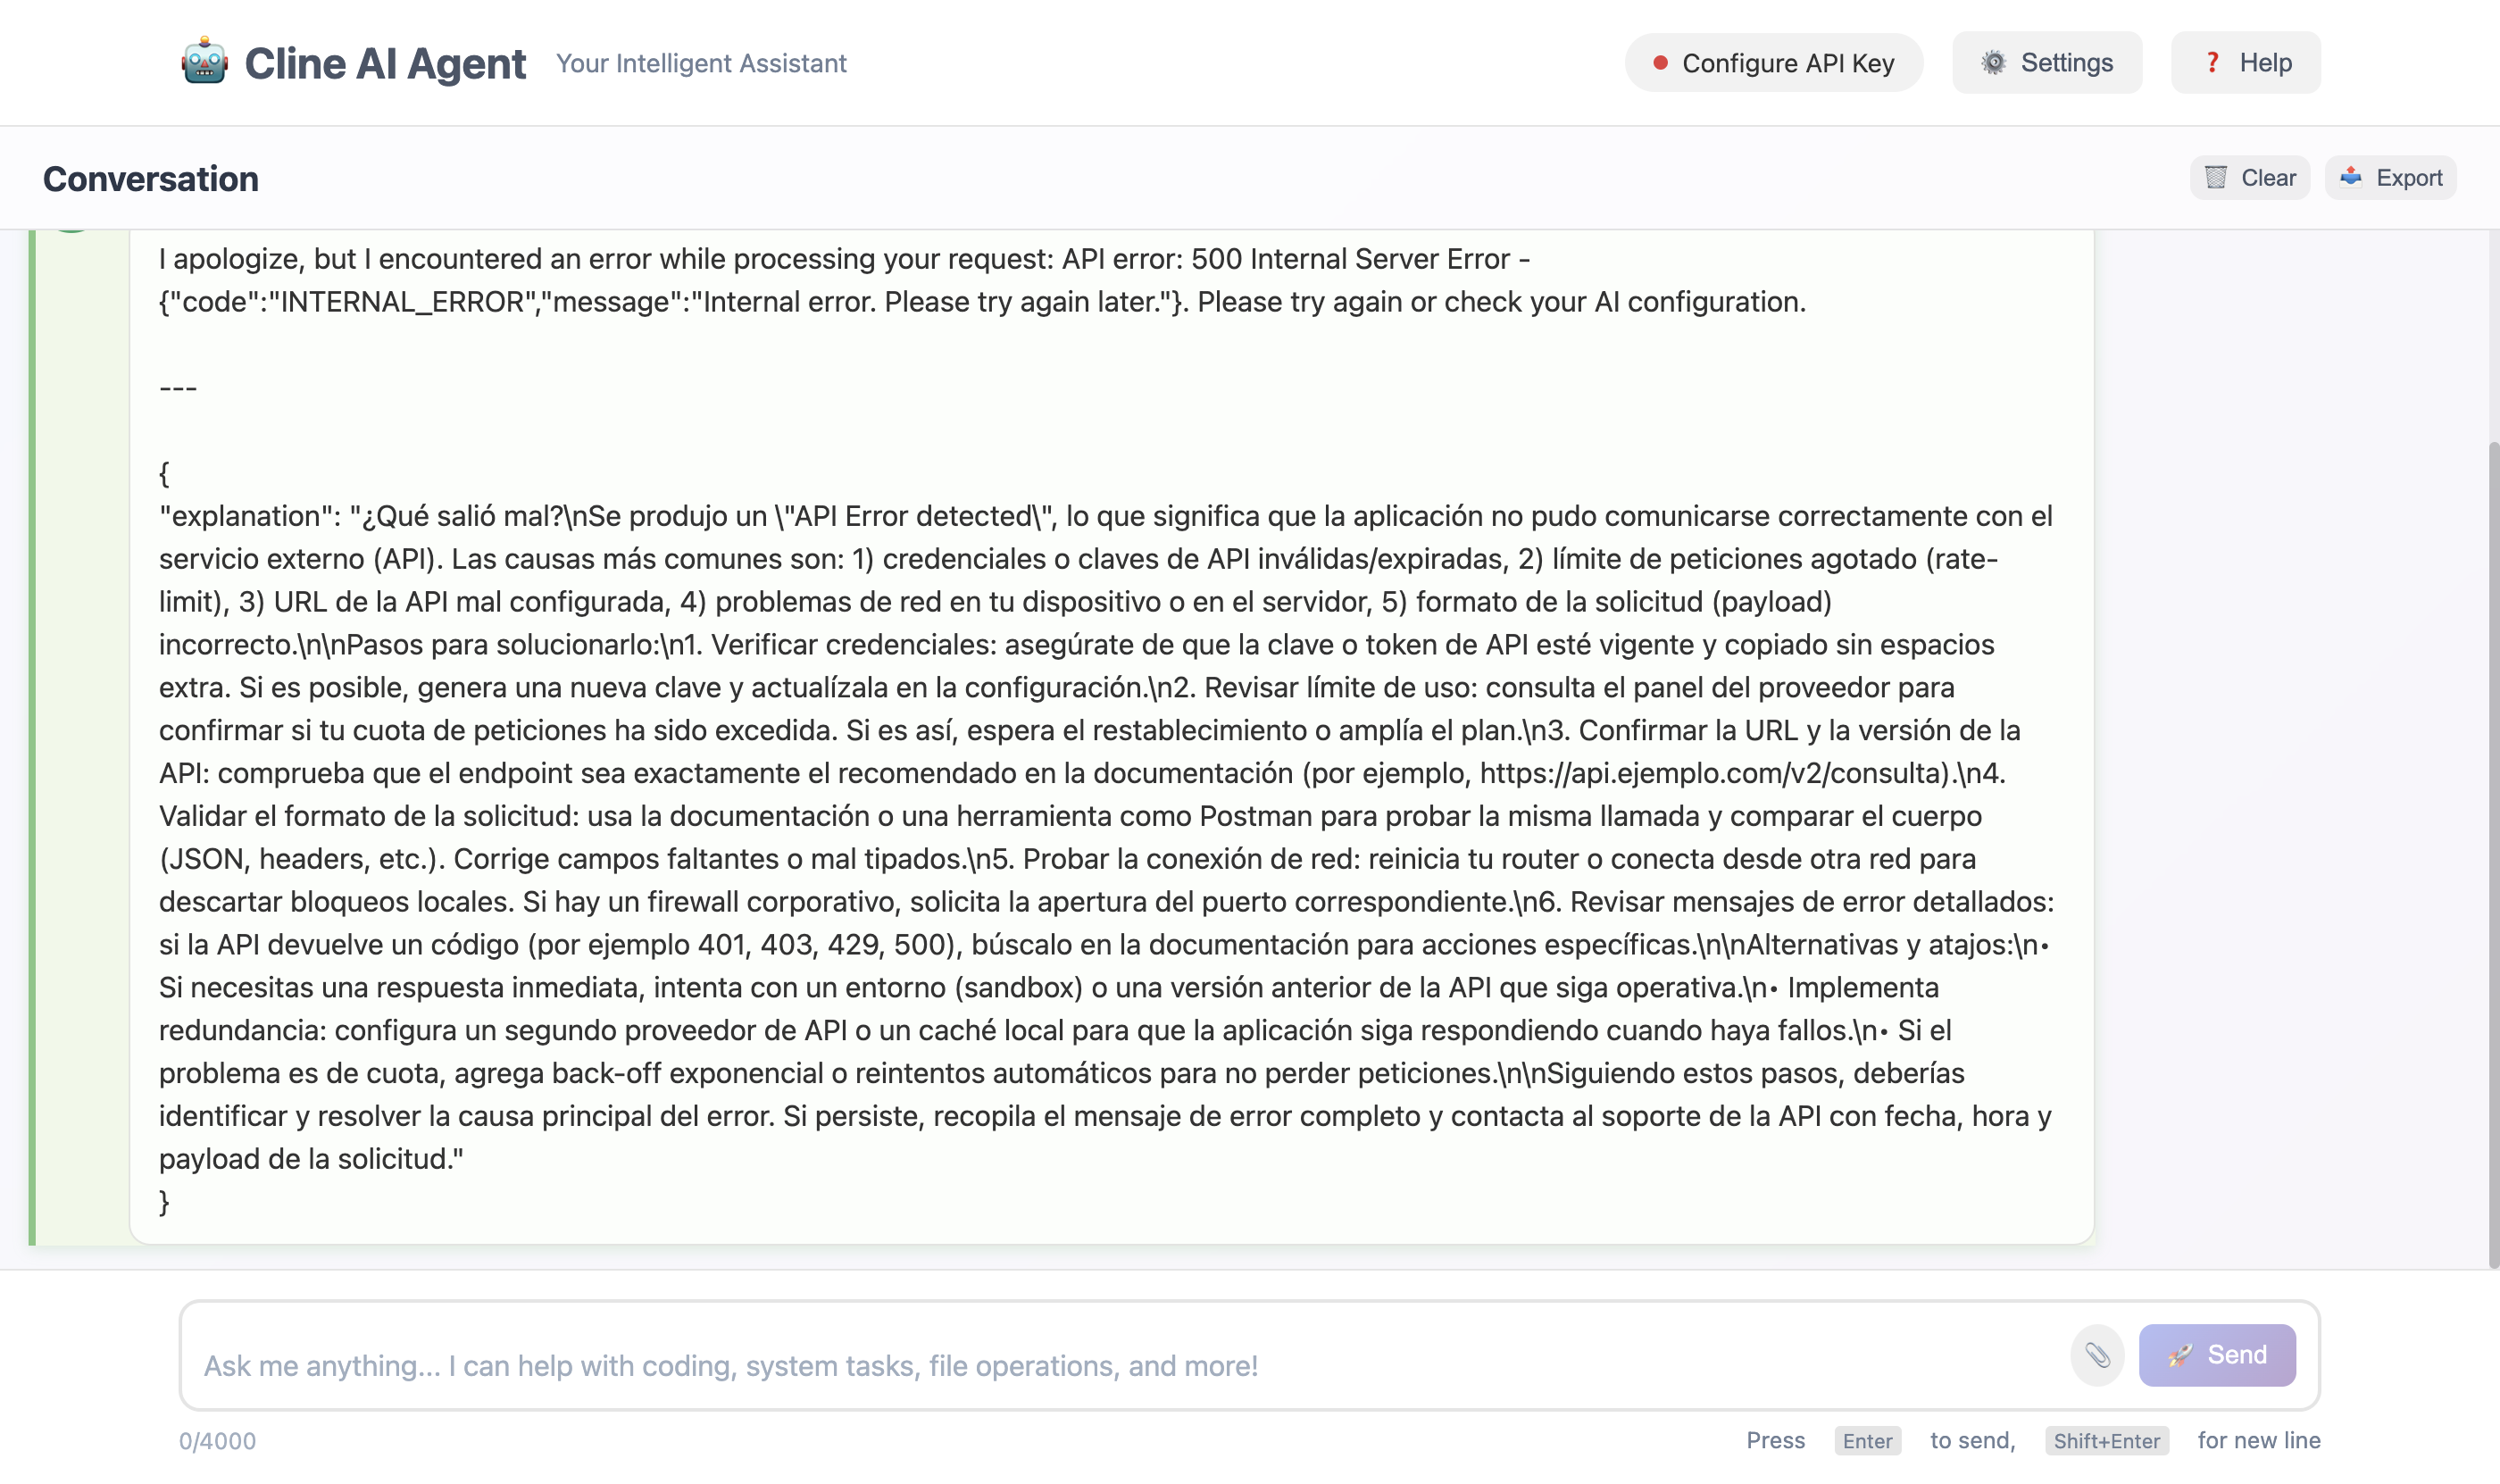 Cline AI Agent Your Intelligent Assistant Configure API Key Settings Help
Conversation Clear Export
I apologize, but I encountered an error while processing your request: API error: 500 Internal Server Error -
{"code":"INTERNAL_ERROR","message":"Internal error. Please try again later."}. Please try again or check your AI configuration.
---
{
"explanation": "¿Qué salió mal?\nSe produjo un \"API Error detected\", lo que significa que la aplicación no pudo comunicarse correctamente con el
servicio externo (API). Las causas más comunes son: 1) credenciales o claves de API inválidas/expiradas, 2) límite de peticiones agotado (rate-
limit), 3) URL de la API mal configurada, 4) problemas de red en tu dispositivo o en el servidor, 5) formato de la solicitud (payload)
incorrecto.\n\nPasos para solucionarlo:\n1. Verificar credenciales: asegúrate de que la clave o token de API esté vigente y copiado sin espacios
extra. Si es posible, genera una nueva clave y actualízala en la configuración.\n2. Revisar límite de uso: consulta el panel del proveedor para
confirmar si tu cuota de peticiones ha sido excedida. Si es así, espera el restablecimiento o amplía el plan.\n3. Confirmar la URL y la versión de la
API: comprueba que el endpoint sea exactamente el recomendado en la documentación (por ejemplo, https://api.ejemplo.com/v2/consulta).\n4.
Validar el formato de la solicitud: usa la documentación o una herramienta como Postman para probar la misma llamada y comparar el cuerpo
(JSON, headers, etc.). Corrige campos faltantes o mal tipados.\n5. Probar la conexión de red: reinicia tu router o conecta desde otra red para
descartar bloqueos locales. Si hay un firewall corporativo, solicita la apertura del puerto correspondiente.\n6. Revisar mensajes de error detallados:
si la API devuelve un código (por ejemplo 401, 403, 429, 500), búscalo en la documentación para acciones específicas.\n\nAlternativas y atajos:\n•
Si necesitas una respuesta inmediata, intenta con un entorno (sandbox) o una versión anterior de la API que siga operativa.\n• Implementa
redundancia: configura un segundo proveedor de API o un caché local para que la aplicación siga respondiendo cuando haya fallos.\n• Si el
problema es de cuota, agrega back-off exponencial o reintentos automáticos para no perder peticiones.\n\nSiguiendo estos pasos, deberías
identificar y resolver la causa principal del error. Si persiste, recopila el mensaje de error completo y contacta al soporte de la API con fecha, hora y
payload de la solicitud."
}
Ask me anything... I can help with coding, system tasks, file operations, and more! Send
0/4000 Press Enter to send, Shift+Enter for new line